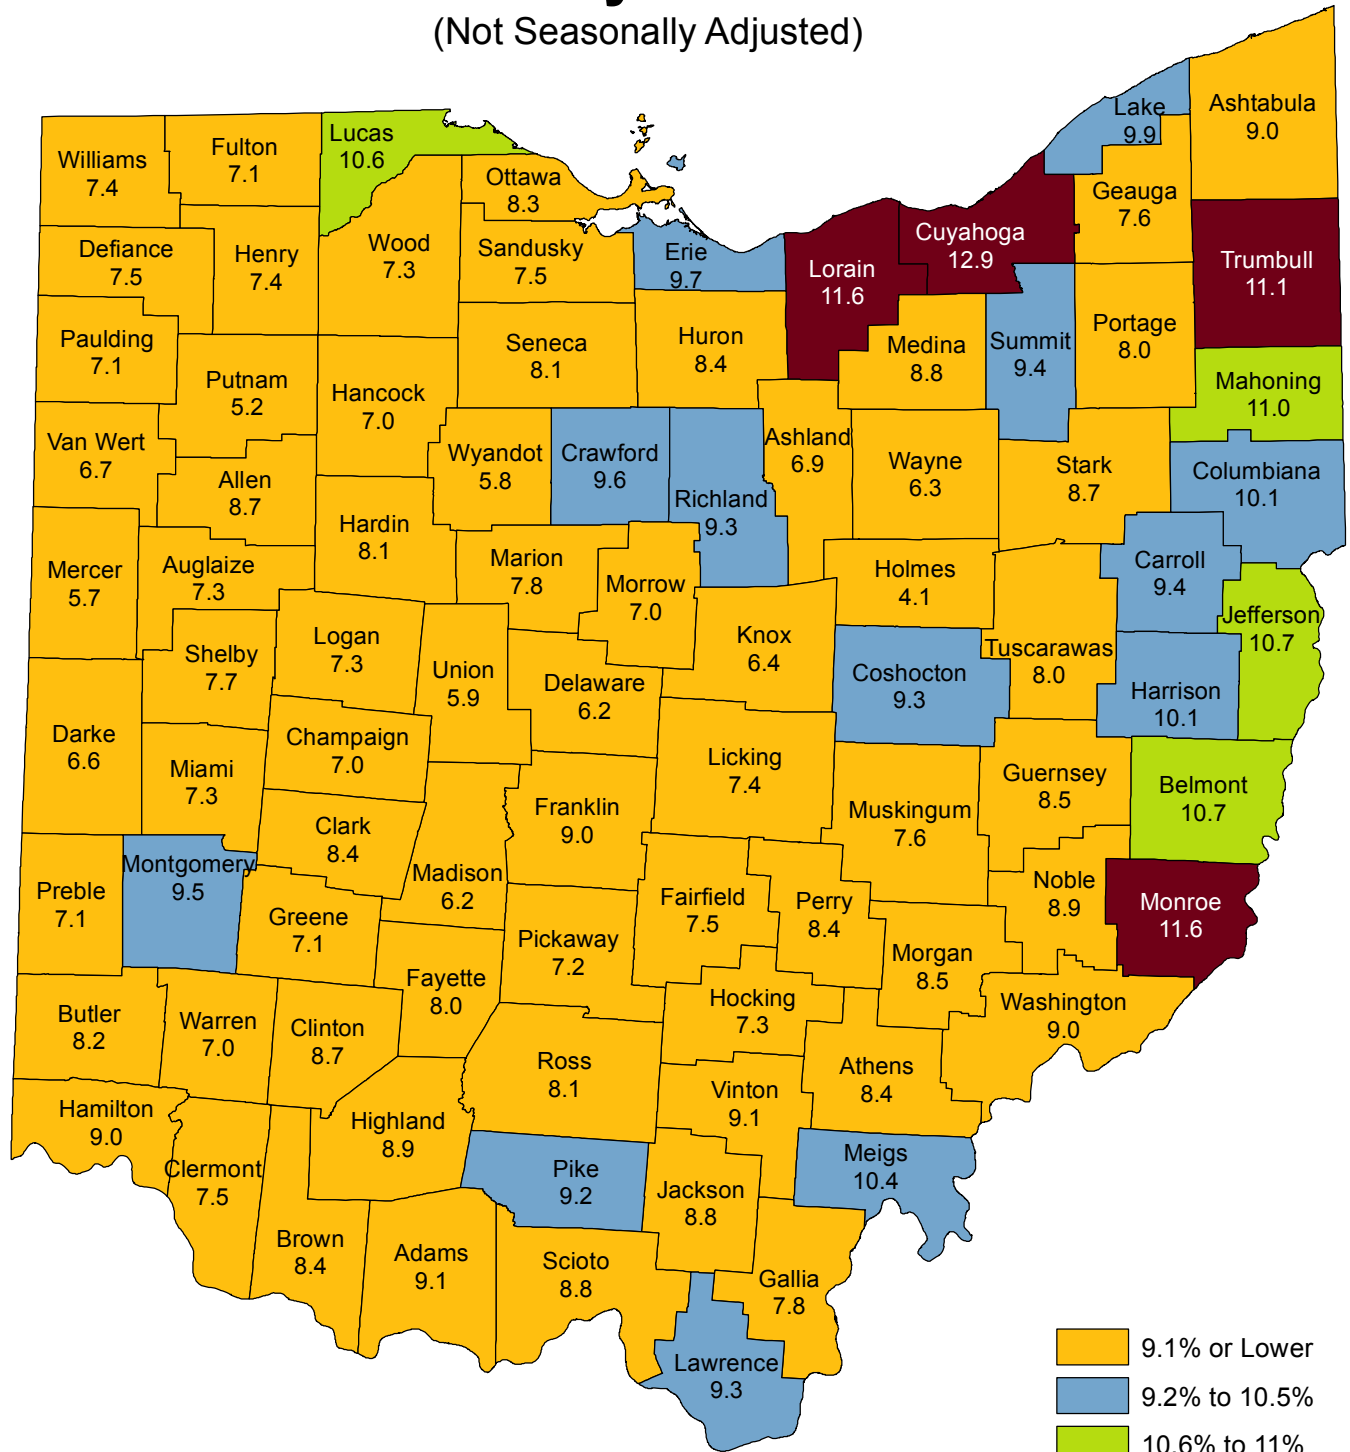 (Not Seasonally Adjusted)
Williams
7.4
Fulton
7.1
Lucas
10.6
Ottawa
8.3
Lake
9.9
Ashtabula
9.0
Geauga
7.6
Defiance
7.5
Henry
7.4
Wood
7.3
Sandusky
7.5
Erie
9.7
Lorain
11.6
Cuyahoga
12.9
Trumbull
11.1
Paulding
7.1
Putnam
5.2
Hancock
7.0
Seneca
8.1
Huron
8.4
Medina
8.8
Summit
9.4
Portage
8.0
Mahoning
11.0
Van Wert
6.7
Allen
8.7
Wyandot
5.8
Crawford
9.6
Richland
9.3
Ashland
6.9
Wayne
6.3
Stark
8.7
Columbiana
10.1
Mercer
5.7
Auglaize
7.3
Hardin
8.1
Marion
7.8
Morrow
7.0
Holmes
4.1
Carroll
9.4
Jefferson
10.7
Shelby
7.7
Logan
7.3
Union
5.9
Delaware
6.2
Knox
6.4
Coshocton
9.3
Tuscarawas
8.0
Harrison
10.1
Darke
6.6
Miami
7.3
Champaign
7.0
Licking
7.4
Guernsey
8.5
Belmont
10.7
Clark
8.4
Franklin
9.0
Muskingum
7.6
Preble
7.1
Montgomery
9.5
Greene
7.1
Madison
6.2
Pickaway
7.2
Fairfield
7.5
Perry
8.4
Noble
8.9
Monroe
11.6
Fayette
8.0
Morgan
8.5
Hocking
7.3
Washington
9.0
Butler
8.2
Warren
7.0
Clinton
8.7
Ross
8.1
Athens
8.4
Vinton
9.1
Hamilton
9.0
Clermont
7.5
Highland
8.9
Pike
9.2
Jackson
8.8
Meigs
10.4
Brown
8.4
Adams
9.1
Scioto
8.8
Gallia
7.8
Lawrence
9.3
9.1% or Lower
9.2% to 10.5%
10.6% to 11%